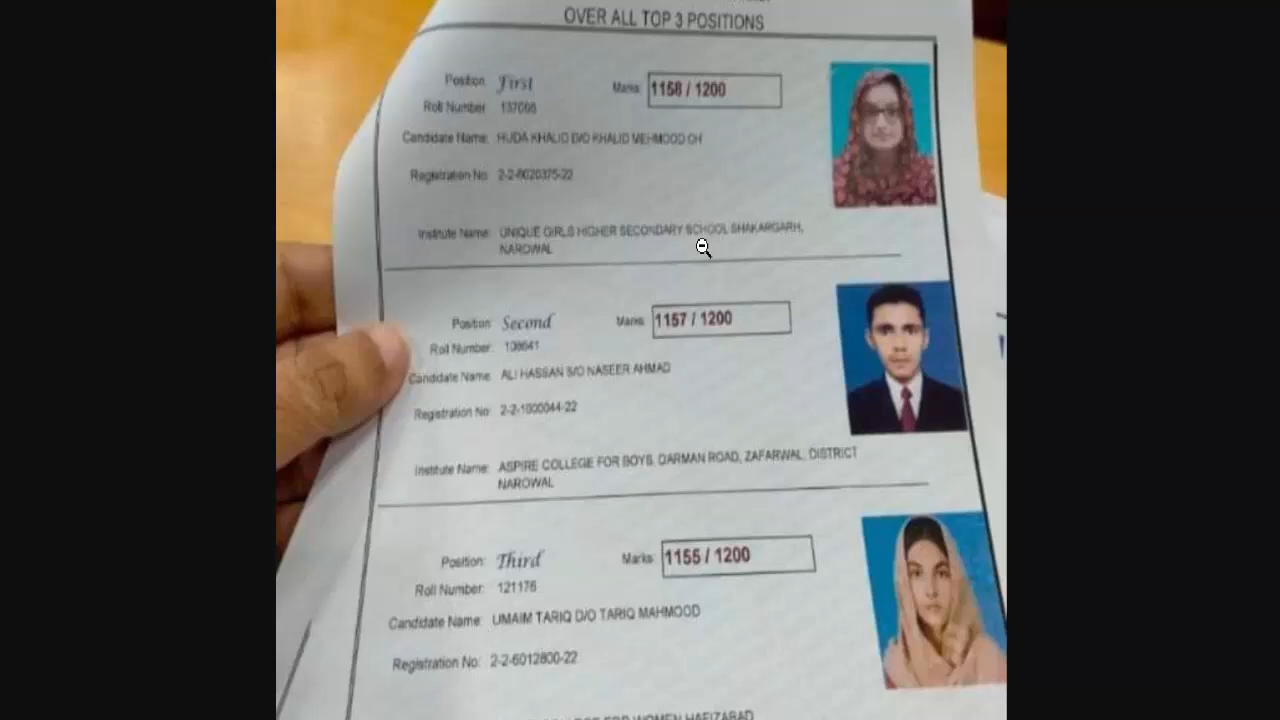 OVER ALL TOP 3 POSITIONS
Position: First Marks: 1158 / 1200
Roll Number:
Candidate Name: HUDA KHALID D/O KHALID MEHMOOD CH
Registration No: 2-2-6020375-22
Institute Name: UNIQUE GIRLS HIGHER SECONDARY SCHOOL SHAKARGARH,
NAROWAL
Position: Second Marks: 1157 / 1200
Roll Number: 108641
Candidate Name: ALI HASSAN S/O NASEER AHMAD
Registration No: 2-2-1000044-22
Institute Name: ASPIRE COLLEGE FOR BOYS, DARMAN ROAD, ZAFARWAL, DISTRICT
NAROWAL
Position: Third Marks: 1155 / 1200
Roll Number: 121176
Candidate Name: UMAIM TARIQ D/O TARIQ MAHMOOD
Registration No: 2-2-6012800-22
COLLEGE FOR WOMEN HAFIZABAD